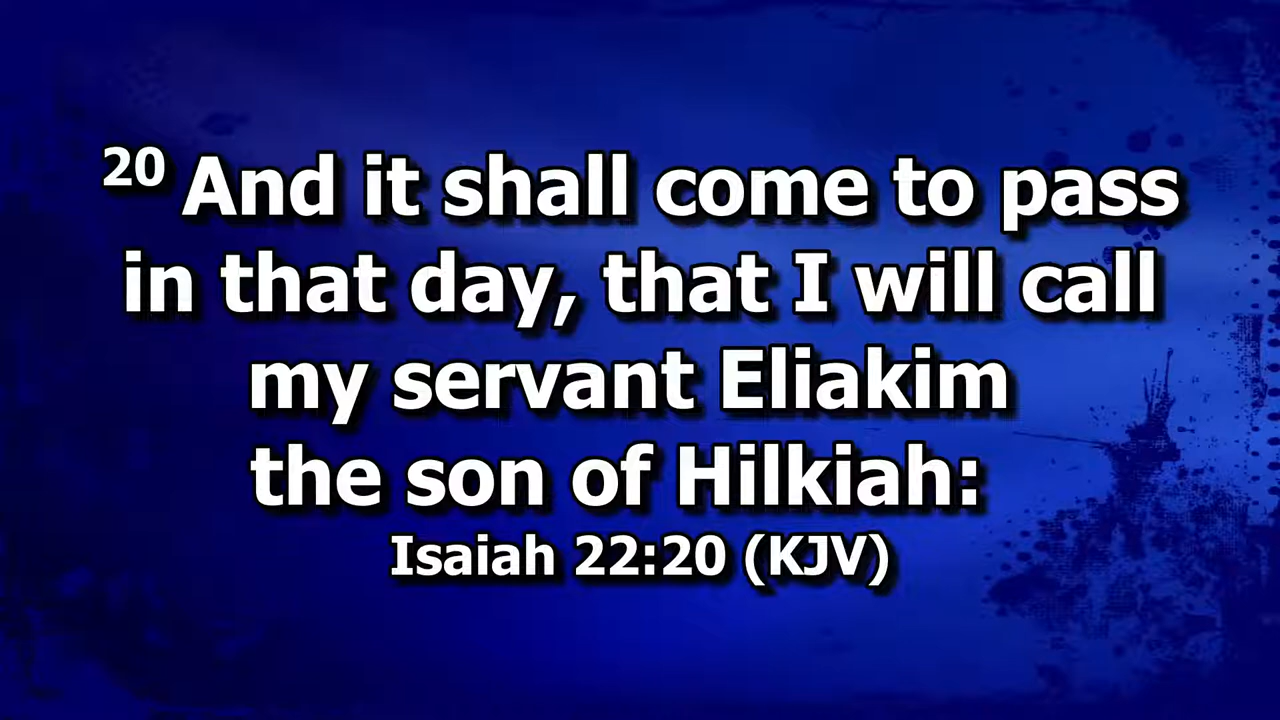 20 And it shall come to pass
in that day, that I will call
my servant Eliakim
the son of Hilkiah:
Isaiah 22:20 (KJV)